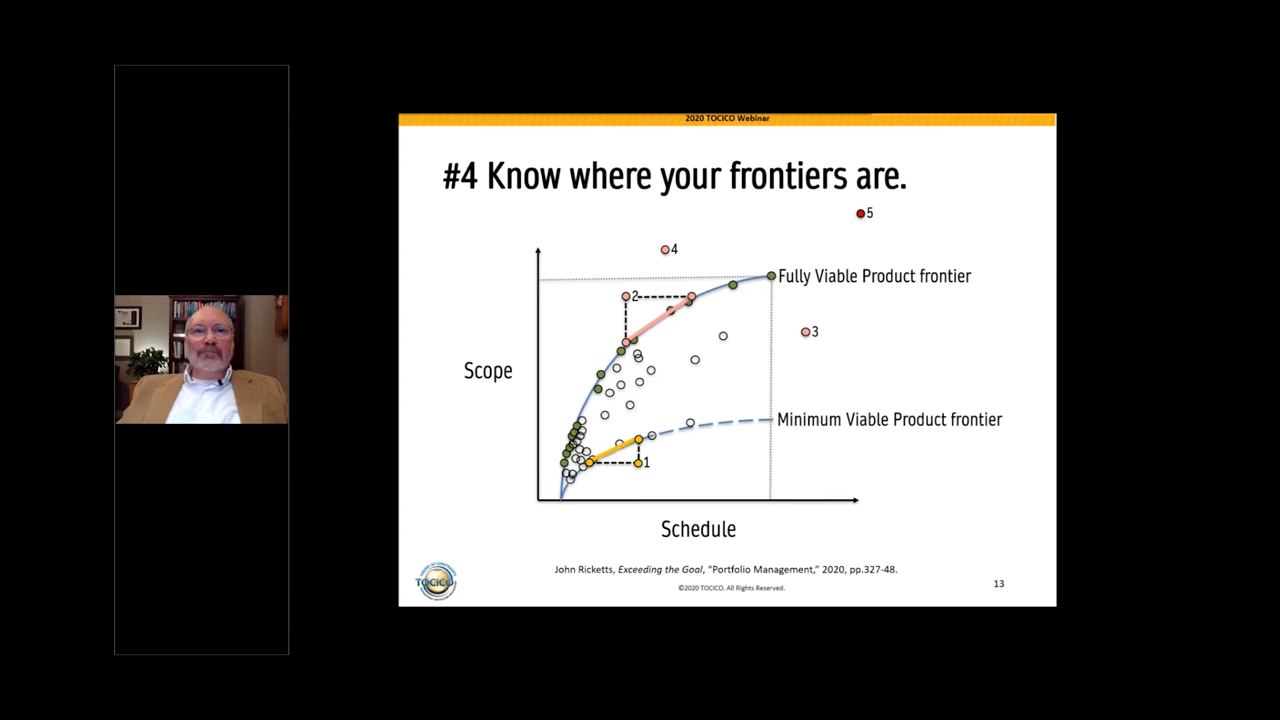 2020 TOCICO Webinar
#4 Know where your frontiers are.
5
4
Fully Viable Product frontier
2
3
Scope
Minimum Viable Product frontier
1
Schedule
John Ricketts, Exceeding the Goal, “Portfolio Management,” 2020, pp.327-48.
TOCICO
©2020 TOCICO. All Rights Reserved.
13